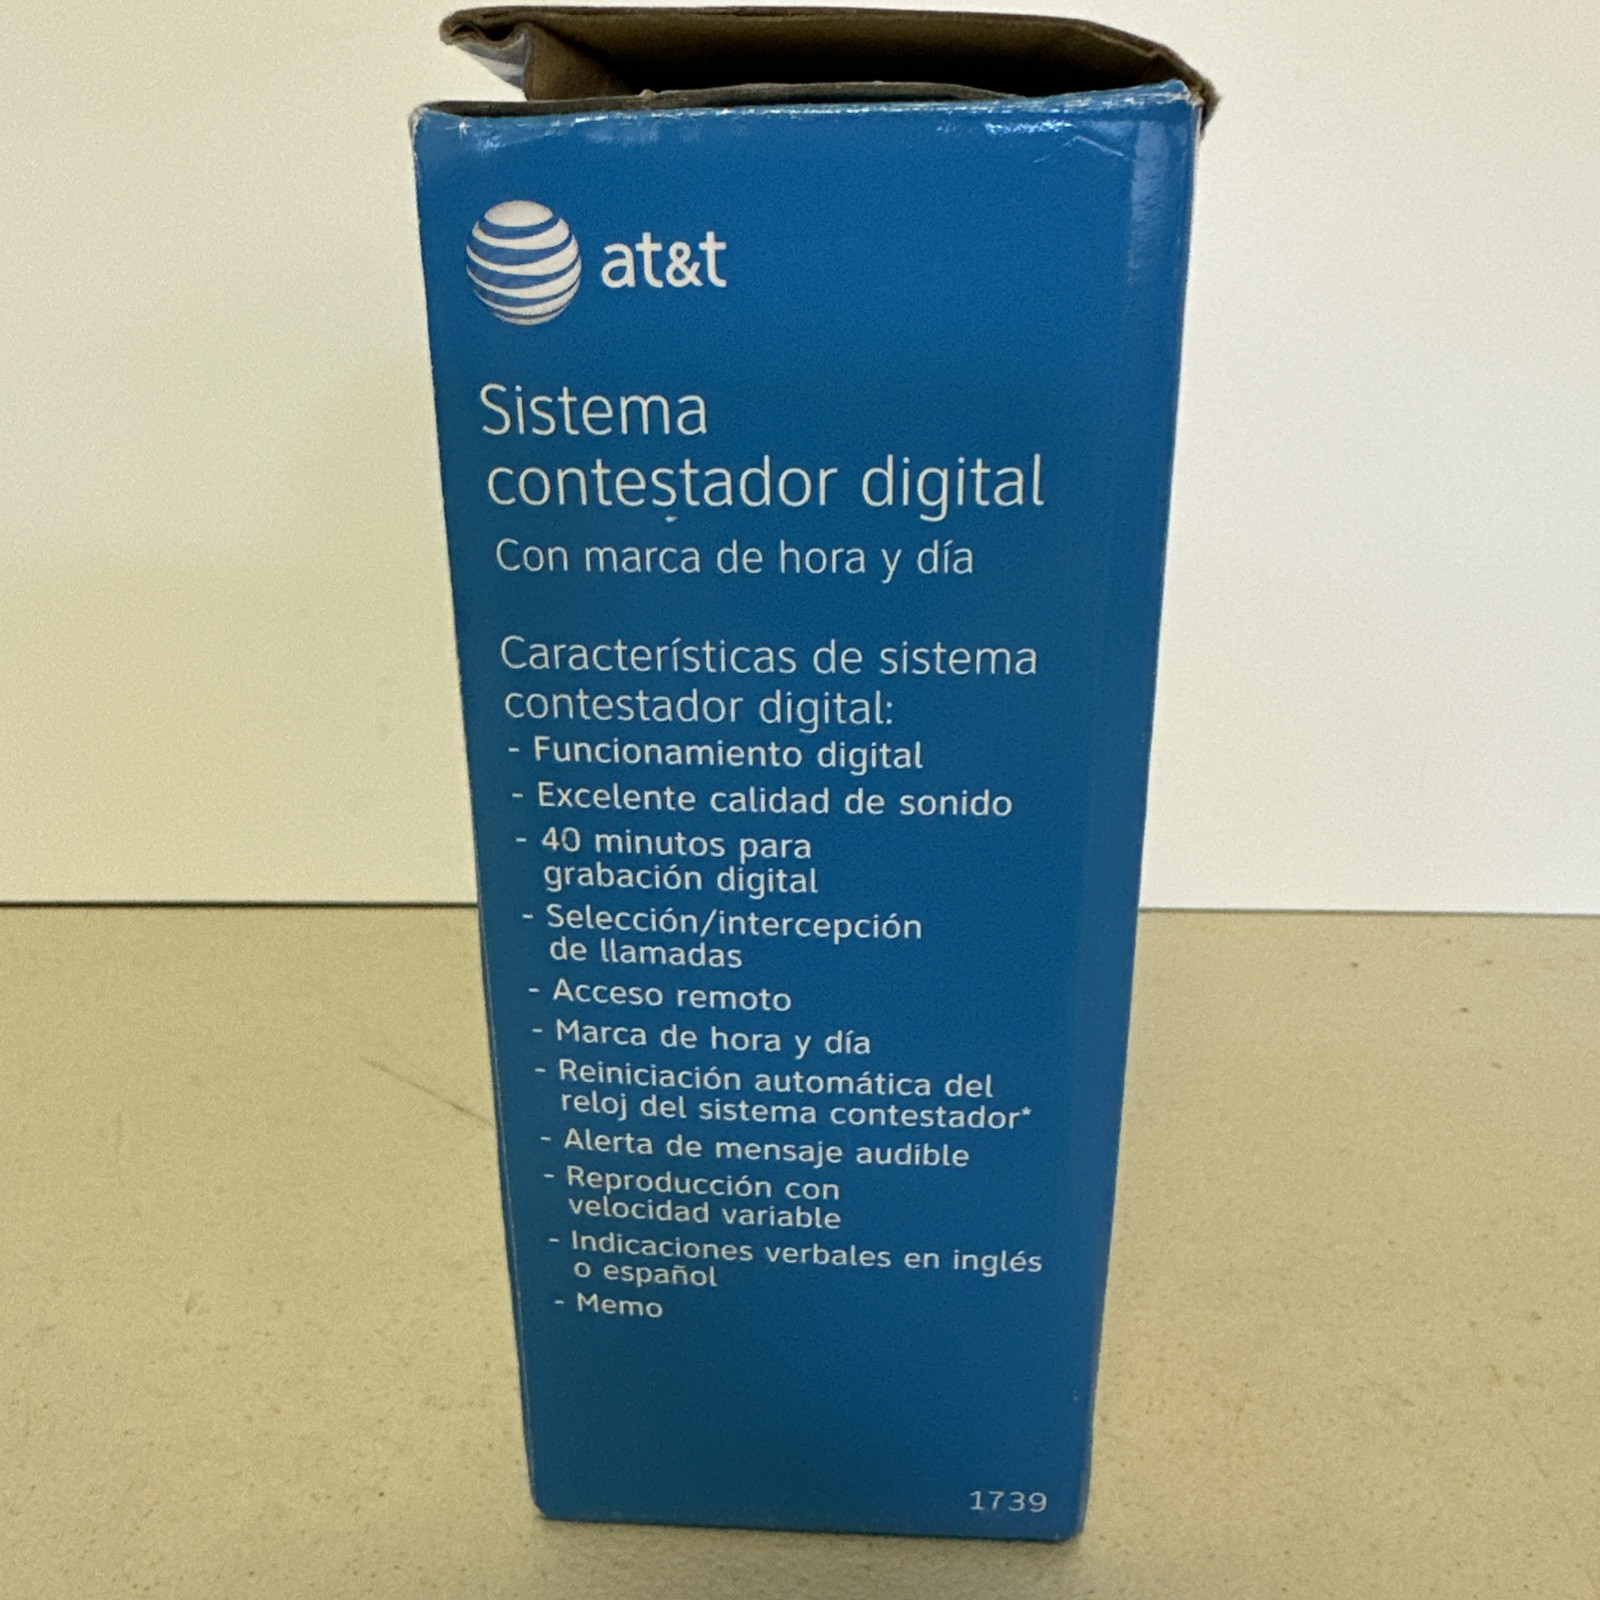 at&t
Sistema
contestador digital
Con marca de hora y día
Características de sistema
contestador digital:
- Funcionamiento digital
- Excelente calidad de sonido
- 40 minutos para
grabación digital
- Selección/intercepción
de llamadas
- Acceso remoto
- Marca de hora y día
- Reiniciación automática del
reloj del sistema contestador*
- Alerta de mensaje audible
- Reproducción con
velocidad variable
- Indicaciones verbales en inglés
o español
- Memo
1739